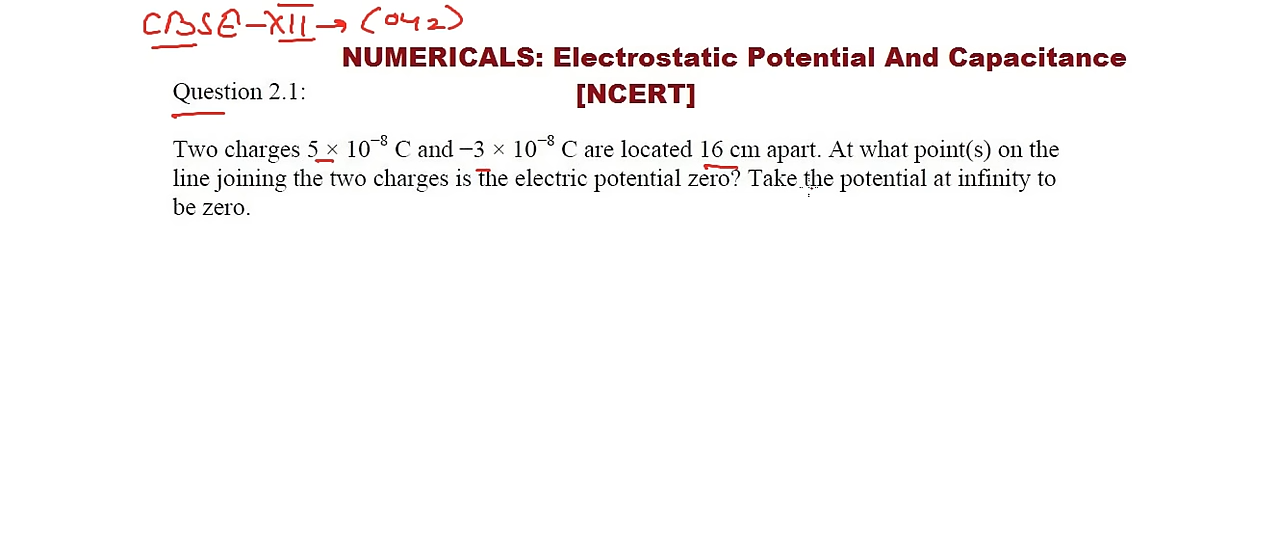 CBSE-XII→(042)
NUMERICALS: Electrostatic Potential And Capacitance
[NCERT]
Question 2.1:
Two charges 5 × 10⁻⁸ C and −3 × 10⁻⁸ C are located 16 cm apart. At what point(s) on the
line joining the two charges is the electric potential zero? Take the potential at infinity to
be zero.